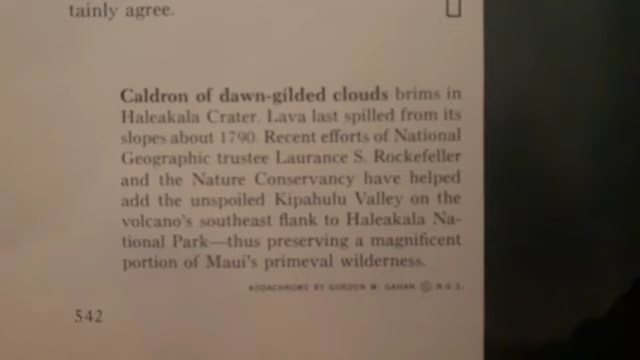 tainly agree.
Caldron of dawn-gilded clouds brims in
Haleakala Crater. Lava last spilled from its
slopes about 1790. Recent efforts of National
Geographic trustee Laurance S. Rockefeller
and the Nature Conservancy have helped
add the unspoiled Kipahulu Valley on the
volcano's southeast flank to Haleakala Na-
tional Park—thus preserving a magnificent
portion of Maui's primeval wilderness.
KODACHROME BY GORDON W. GAHAN © N.G.S.
542